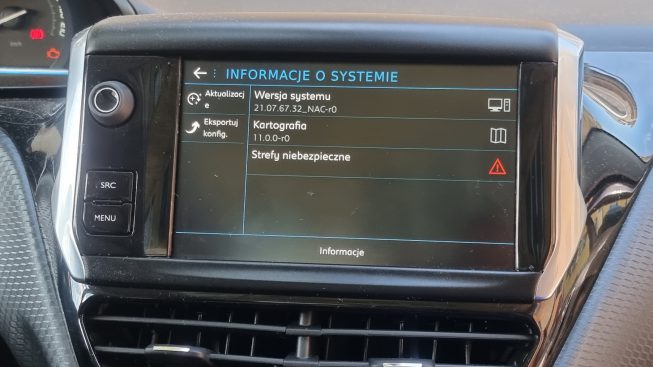 INFORMACJE O SYSTEMIE
Aktualizacj
e
Wersja systemu
21.07.67.32_NAC-r0
Eksportuj
konfig.
Kartografia
11.0.0-r0
Strefy niebezpieczne
SRC
MENU
Informacje